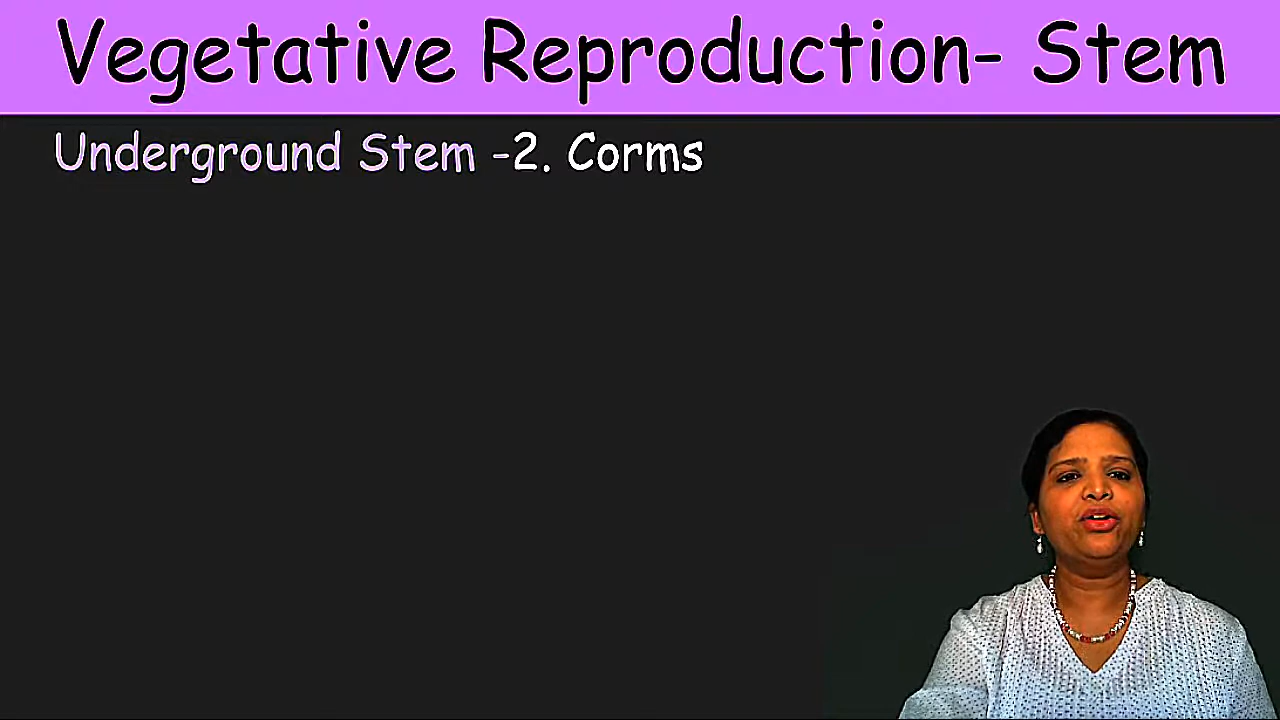 Vegetative Reproduction- Stem
Underground Stem -2. Corms